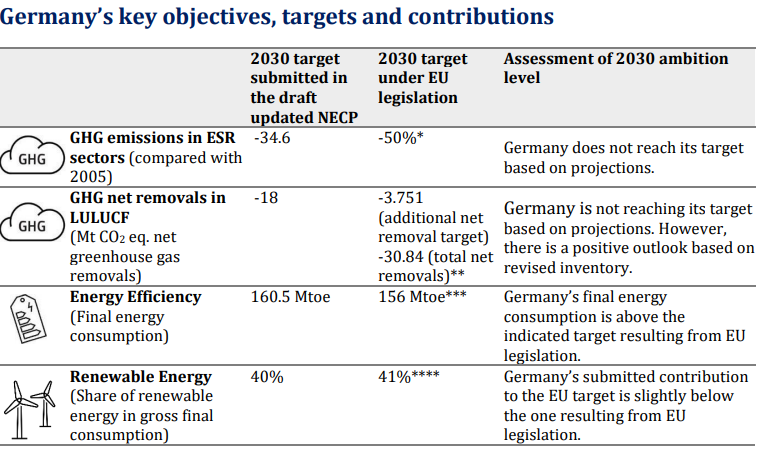 Germany's key objectives, targets and contributions
2030 target submitted in the draft updated NECP
2030 target under EU legislation
Assessment of 2030 ambition level
GHG
GHG emissions in ESR sectors (compared with 2005)
-34.6
-50%*
Germany does not reach its target based on projections.
GHG
GHG net removals in LULUCF
(Mt CO₂ eq. net greenhouse gas removals)
-18
-3.751
(additional net removal target)
-30.84 (total net removals)**
Germany is not reaching its target based on projections. However, there is a positive outlook based on revised inventory.
Energy Efficiency
(Final energy consumption)
160.5 Mtoe
156 Mtoe***
Germany's final energy consumption is above the indicated target resulting from EU legislation.
Renewable Energy
(Share of renewable energy in gross final consumption)
40%
41%****
Germany's submitted contribution to the EU target is slightly below the one resulting from EU legislation.